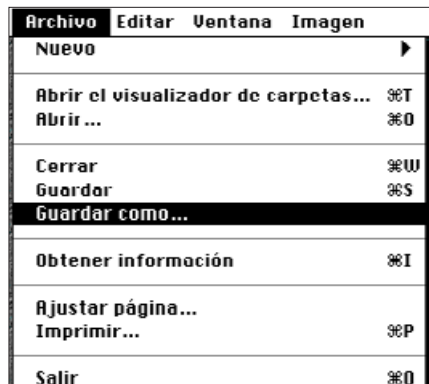 Archivo Editar Ventana Imagen
Nuevo
Abrir el visualizador de carpetas... ⌘T
Abrir... ⌘O
Cerrar ⌘W
Guardar ⌘S
Guardar como...
Obtener información ⌘I
Ajustar página...
Imprimir... ⌘P
Salir ⌘Q